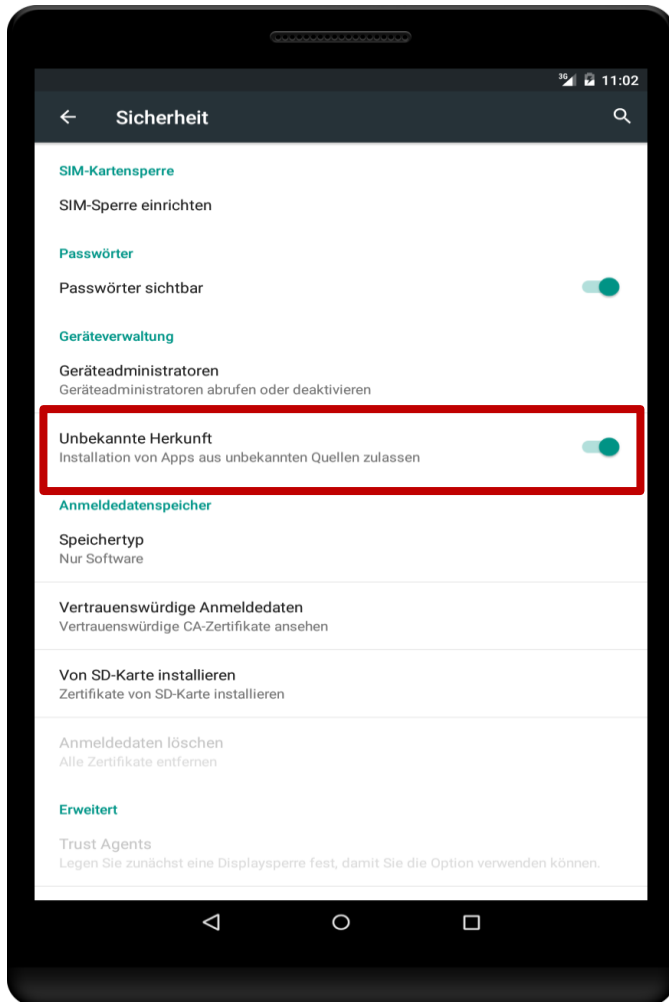 3G 11:02
Sicherheit
SIM-Kartensperre
SIM-Sperre einrichten
Passwörter
Passwörter sichtbar
Geräteverwaltung
Geräteadministratoren
Geräteadministratoren abrufen oder deaktivieren
Unbekannte Herkunft
Installation von Apps aus unbekannten Quellen zulassen
Anmeldedatenspeicher
Speichertyp
Nur Software
Vertrauenswürdige Anmeldedaten
Vertrauenswürdige CA-Zertifikate ansehen
Von SD-Karte installieren
Zertifikate von SD-Karte installieren
Anmeldedaten löschen
Alle Zertifikate entfernen
Erweitert
Trust Agents
Legen Sie zunächst eine Displaysperre fest, damit Sie die Option verwenden können.